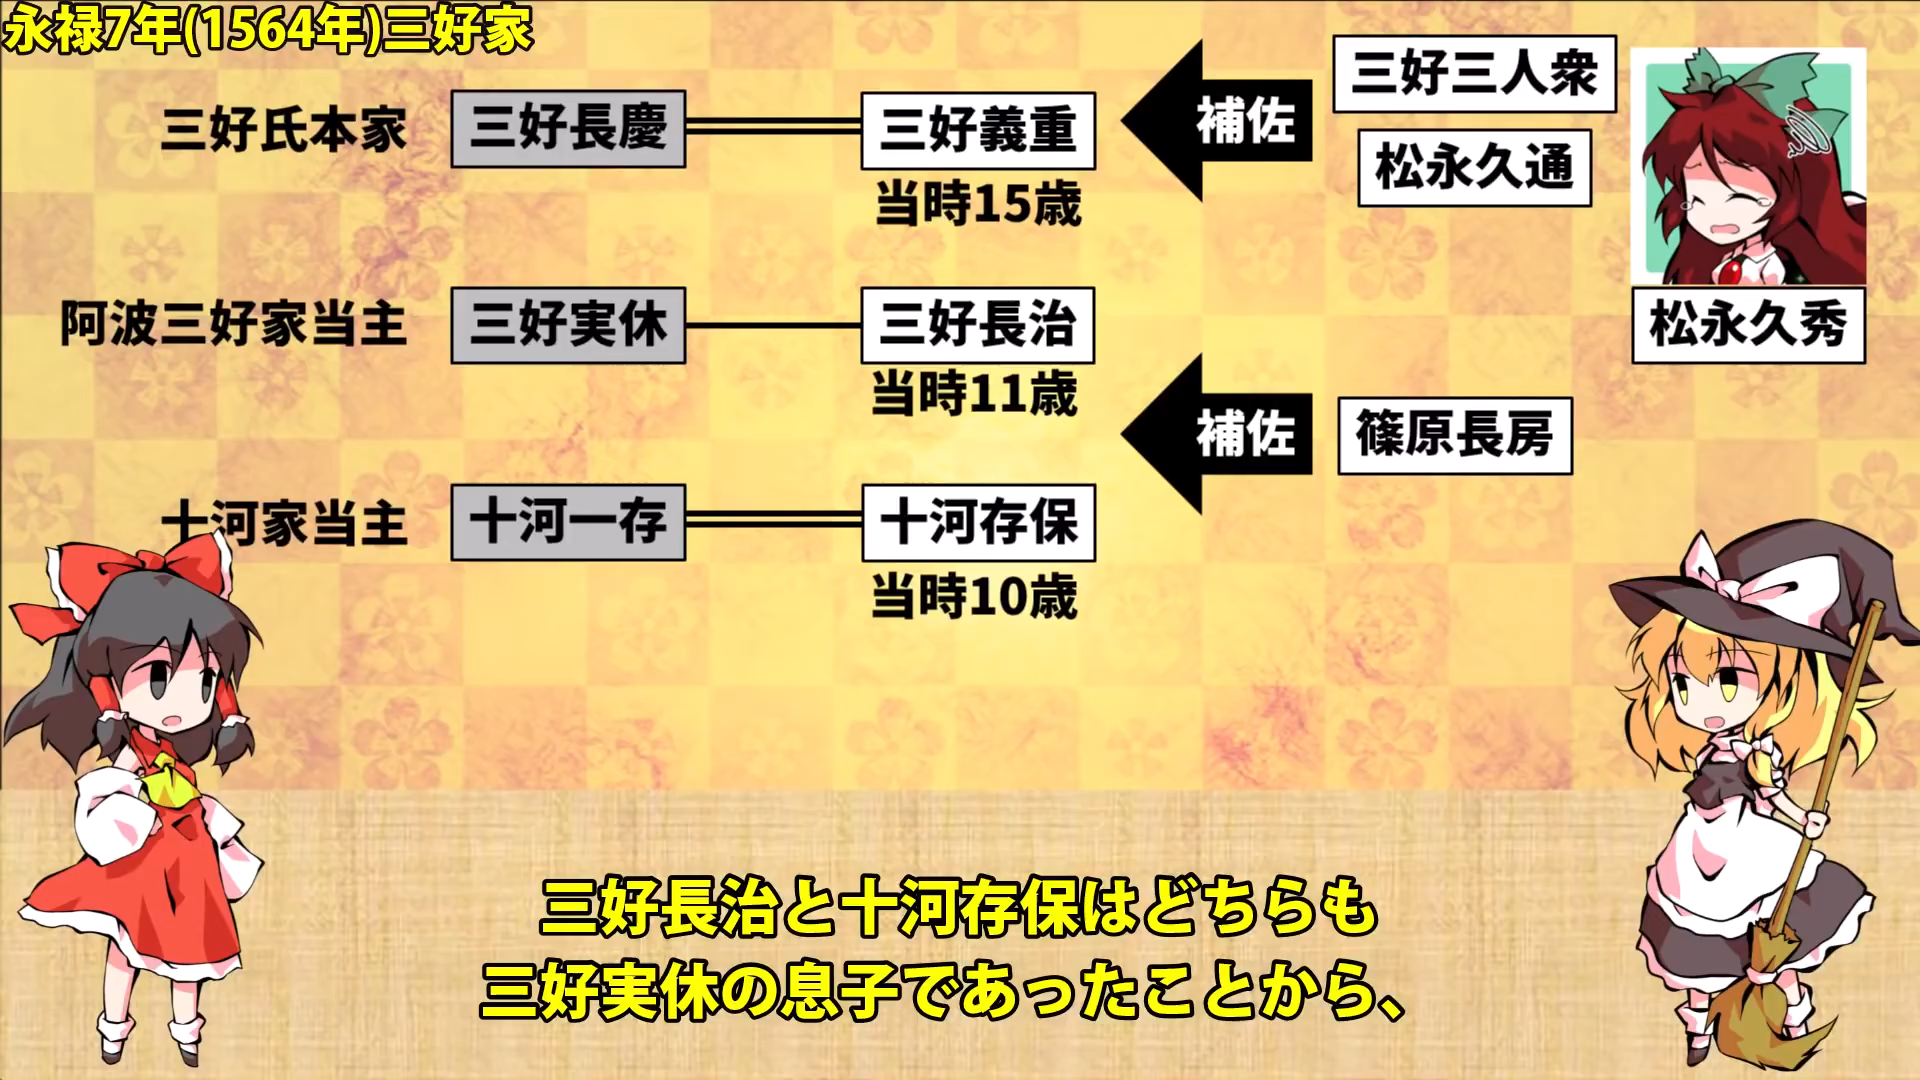 永禄7年(1564年)三好家
三好氏本家
三好長慶
三好義重
当時15歳
補佐
三好三人衆
松永久通
松永久秀
阿波三好家当主
三好実休
三好長治
当時11歳
補佐
篠原長房
十河家当主
十河一存
十河存保
当時10歳
三好長治と十河存保はどちらも
三好実休の息子であったことから、